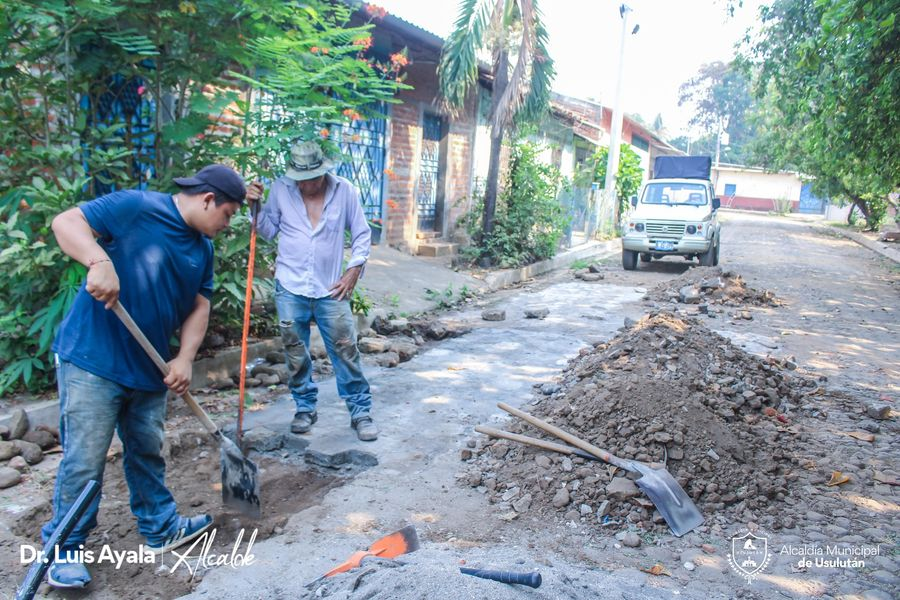 Dr. Luis Ayala Alcalde
Alcaldía Municipal
de Usulután